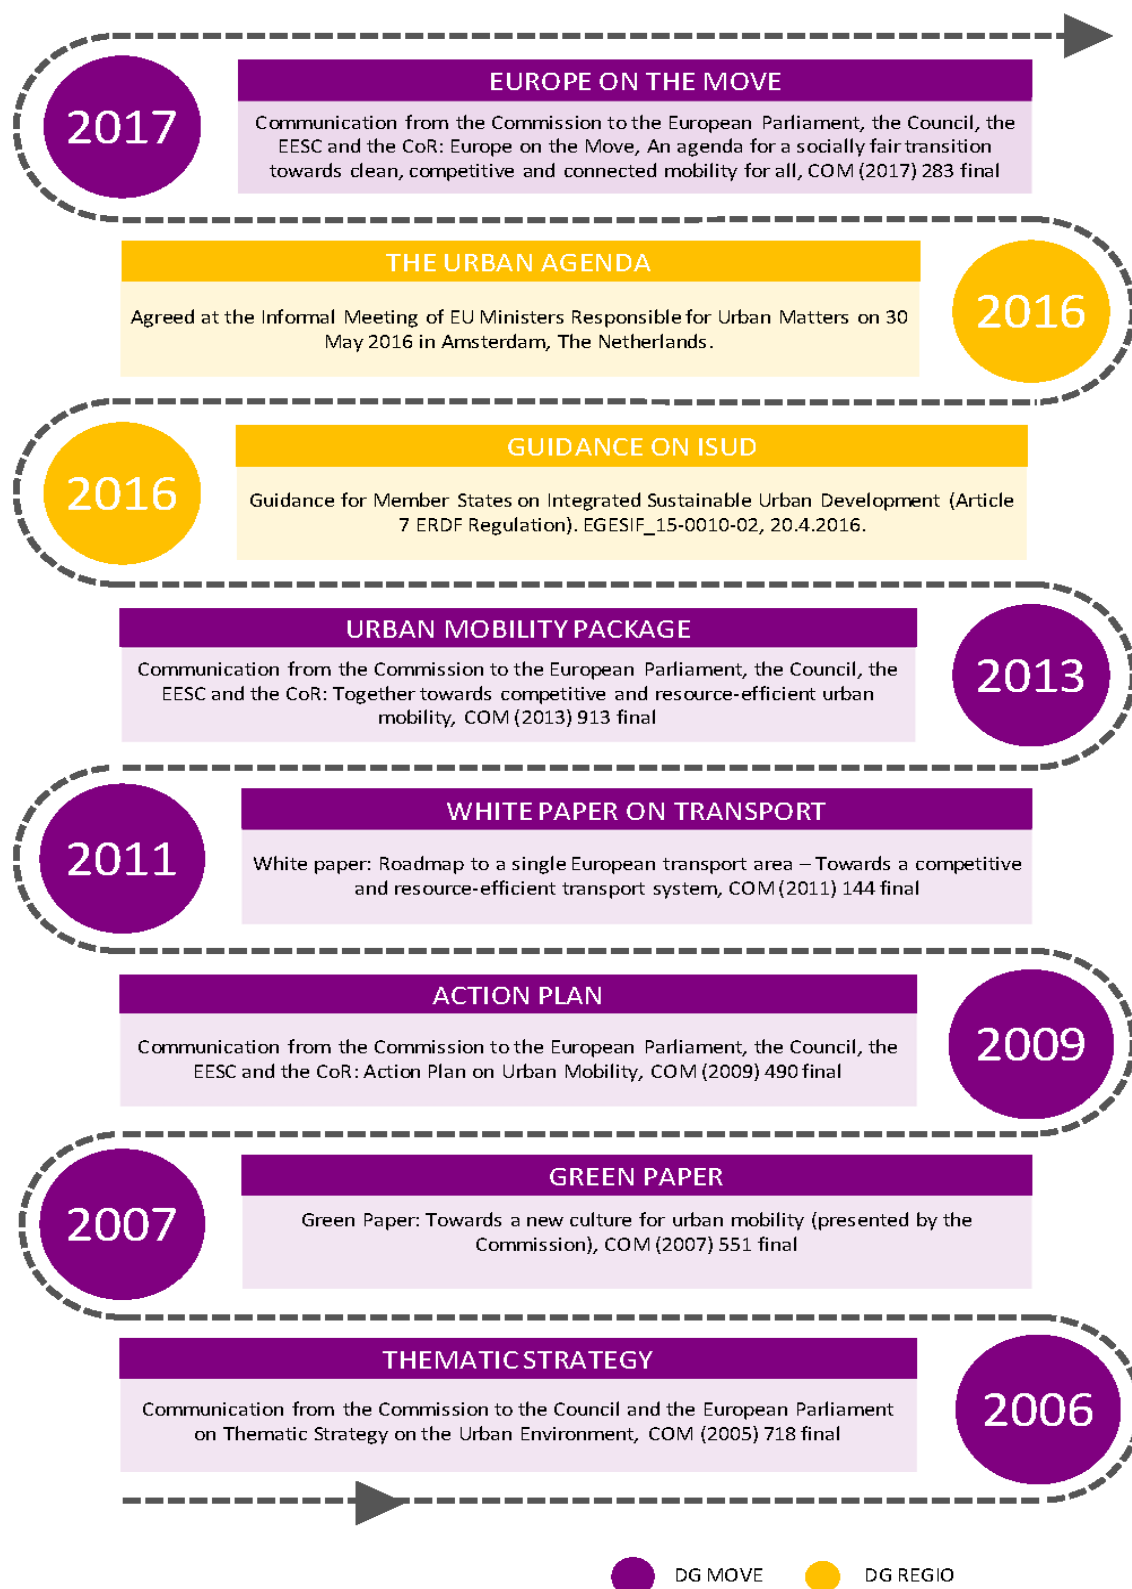 2017
EUROPE ON THE MOVE
Communication from the Commission to the European Parliament, the Council, the
EESC and the CoR: Europe on the Move, An agenda for a socially fair transition
towards clean, competitive and connected mobility for all, COM (2017) 283 final
THE URBAN AGENDA
Agreed at the Informal Meeting of EU Ministers Responsible for Urban Matters on 30
May 2016 in Amsterdam, The Netherlands.
2016
2016
GUIDANCE ON ISUD
Guidance for Member States on Integrated Sustainable Urban Development (Article
7 ERDF Regulation). EGESIF_15-0010-02, 20.4.2016.
URBAN MOBILITY PACKAGE
Communication from the Commission to the European Parliament, the Council, the
EESC and the CoR: Together towards competitive and resource-efficient urban
mobility, COM (2013) 913 final
2013
2011
WHITE PAPER ON TRANSPORT
White paper: Roadmap to a single European transport area – Towards a competitive
and resource-efficient transport system, COM (2011) 144 final
ACTION PLAN
Communication from the Commission to the European Parliament, the Council, the
EESC and the CoR: Action Plan on Urban Mobility, COM (2009) 490 final
2009
2007
GREEN PAPER
Green Paper: Towards a new culture for urban mobility (presented by the
Commission), COM (2007) 551 final
THEMATIC STRATEGY
Communication from the Commission to the Council and the European Parliament
on Thematic Strategy on the Urban Environment, COM (2005) 718 final
2006
DG MOVE
DG REGIO